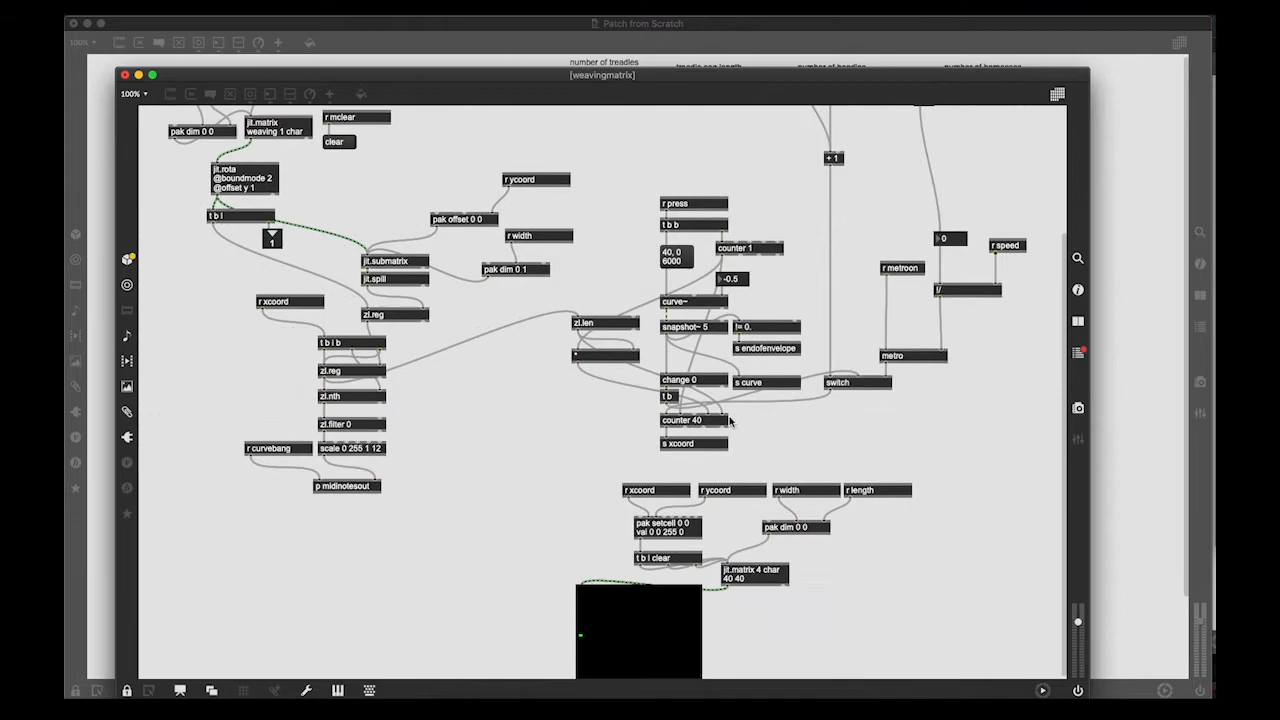 Patch from Scratch
100%
number of treadles
[weavingmatrix]
100%
pak dim 0 0
jit.matrix
weaving 1 char
r mclear
clear
jit.rota
@boundmode 2
@offset y 1
t b l
1
r ycoord
pak offset 0 0
r width
jit.submatrix
pak dim 0 1
jit.spill
zl.reg
r xcoord
t b i b
zl.reg
zl.nth
zl.filter 0
r curvebang
scale 0 255 1 12
p midinotesout
zl.len
*
r press
t b b
40, 0
6000
counter 1
-0.5
curve~
snapshot~ 5
!= 0.
s endofenvelope
change 0
s curve
t b
counter 40
s xcoord
+ 1
0
r speed
r metroon
!/
metro
switch
r xcoord
r ycoord
r width
r length
pak setcell 0 0
val 0 0 255 0
pak dim 0 0
t b l clear
jit.matrix 4 char
40 40